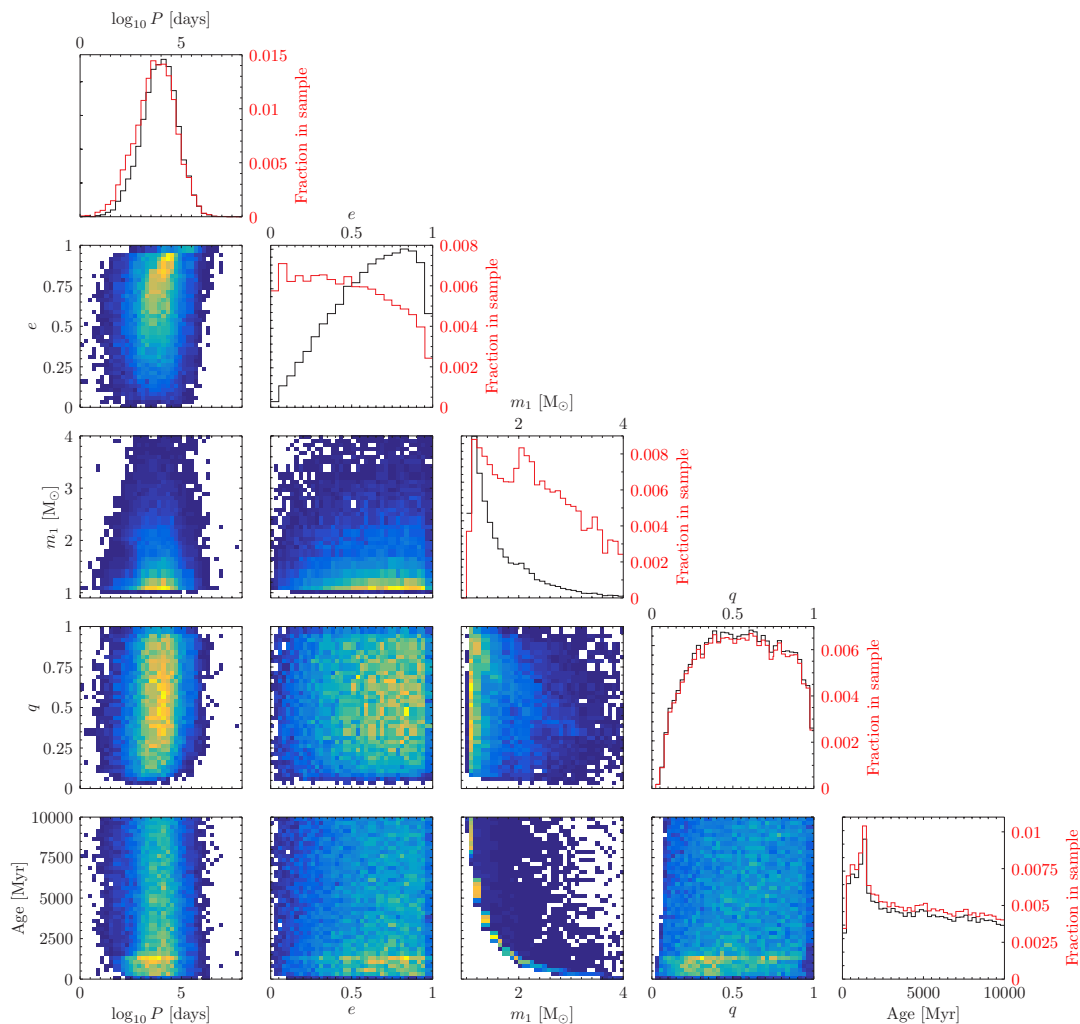 log₁₀ P [days]
0 5
0.015
0.01
0.005
0
Fraction in sample
e
0 0.5 1
1
0.75
0.5
0.25
0
e
0.008
0.006
0.004
0.002
0
Fraction in sample
m₁ [M⊙]
2 4
4
3
2
1
m₁ [M⊙]
0.008
0.006
0.004
0.002
0
Fraction in sample
q
0 0.5 1
1
0.75
0.5
0.25
0
q
0.006
0.004
0.002
0
Fraction in sample
10000
7500
5000
2500
0
Age [Myr]
0.01
0.0075
0.005
0.0025
0
Fraction in sample
5 0 0.5 1 2 4 0 0.5 1 0 5000 10000
log₁₀ P [days] e m₁ [M⊙] q Age [Myr]